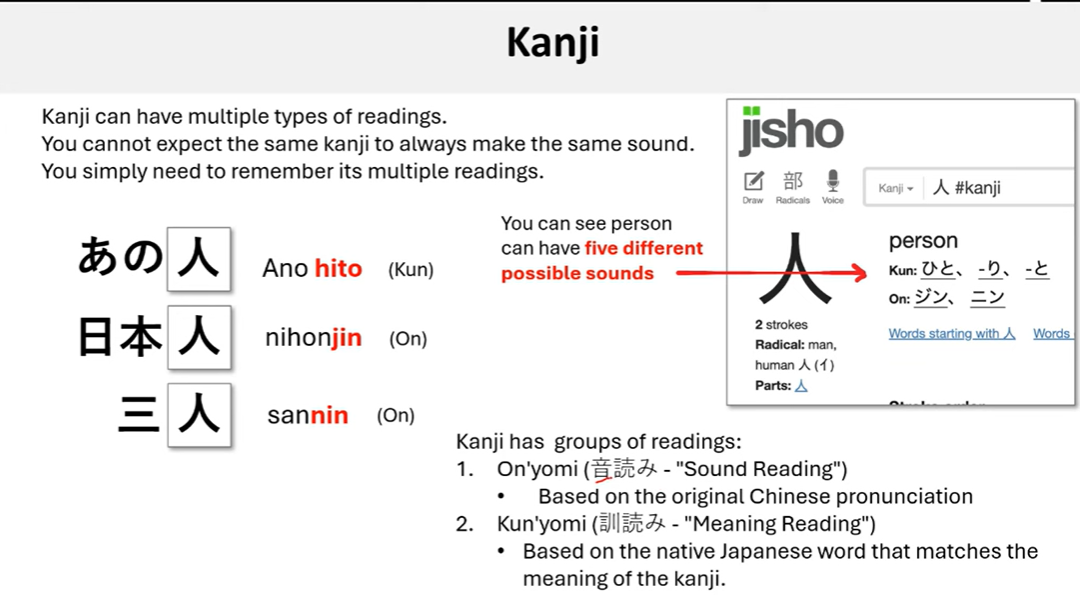 Kanji
Kanji can have multiple types of readings.
You cannot expect the same kanji to always make the same sound.
You simply need to remember its multiple readings.
あの人 Ano hito (Kun)
日本人 nihonjin (On)
三人 sannin (On)
You can see person
can have five different
possible sounds
jisho
Draw 部 Radicals Voice
Kanji 人 #kanji
人
2 strokes
Radical: man,
human 人 (亻)
Parts: 人
person
Kun: ひと、 -り、 -と
On: ジン、 ニン
Words starting with 人 Words
Kanji has groups of readings:
1. On'yomi (音読み - "Sound Reading")
• Based on the original Chinese pronunciation
2. Kun'yomi (訓読み - "Meaning Reading")
• Based on the native Japanese word that matches the
meaning of the kanji.